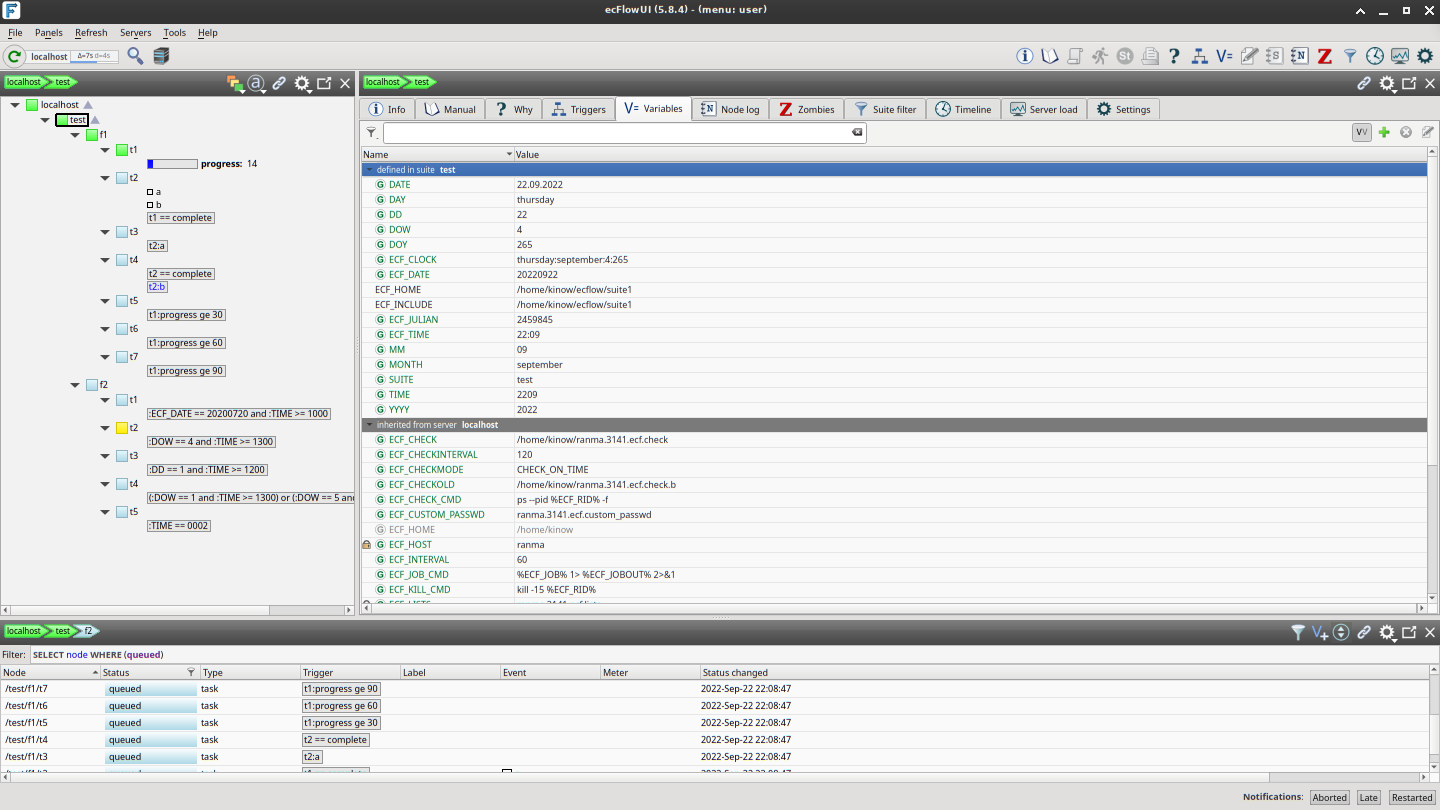 ecFlowUI (5.8.4) - (menu: user)
File Panels Refresh Servers Tools Help
localhost Δ=7s d=4s
localhost test
localhost
test
f1
t1
progress: 14
t2
a
b
t1 == complete
t3
t2:a
t4
t2 == complete
t2:b
t5
t1:progress ge 30
t6
t1:progress ge 60
t7
t1:progress ge 90
f2
t1
:ECF_DATE == 20200720 and :TIME >= 1000
t2
:DOW == 4 and :TIME >= 1300
t3
:DD == 1 and :TIME >= 1200
t4
(:DOW == 1 and :TIME >= 1300) or (:DOW == 5 and
t5
:TIME == 0002
localhost test
Info Manual Why Triggers Variables Node log Zombies Suite filter Timeline Server load Settings
Name Value
defined in suite test
DATE 22.09.2022
DAY thursday
DD 22
DOW 4
DOY 265
ECF_CLOCK thursday:september:4:265
ECF_DATE 20220922
ECF_HOME /home/kinow/ecflow/suite1
ECF_INCLUDE /home/kinow/ecflow/suite1
ECF_JULIAN 2459845
ECF_TIME 22:09
MM 09
MONTH september
SUITE test
TIME 2209
YYYY 2022
inherited from server localhost
ECF_CHECK /home/kinow/ranma.3141.ecf.check
ECF_CHECKINTERVAL 120
ECF_CHECKMODE CHECK_ON_TIME
ECF_CHECKOLD /home/kinow/ranma.3141.ecf.check.b
ECF_CHECK_CMD ps --pid %ECF_RID% -f
ECF_CUSTOM_PASSWD ranma.3141.ecf.custom_passwd
ECF_HOME /home/kinow
ECF_HOST ranma
ECF_INTERVAL 60
ECF_JOB_CMD %ECF_JOB% 1> %ECF_JOBOUT% 2>&1
ECF_KILL_CMD kill -15 %ECF_RID%
localhost test f2
Filter: SELECT node WHERE (queued)
Node Status Type Trigger Label Event Meter Status changed
/test/f1/t7 queued task t1:progress ge 90 2022-Sep-22 22:08:47
/test/f1/t6 queued task t1:progress ge 60 2022-Sep-22 22:08:47
/test/f1/t5 queued task t1:progress ge 30 2022-Sep-22 22:08:47
/test/f1/t4 queued task t2 == complete 2022-Sep-22 22:08:47
/test/f1/t3 queued task t2:a 2022-Sep-22 22:08:47
Notifications: Aborted Late Restarted